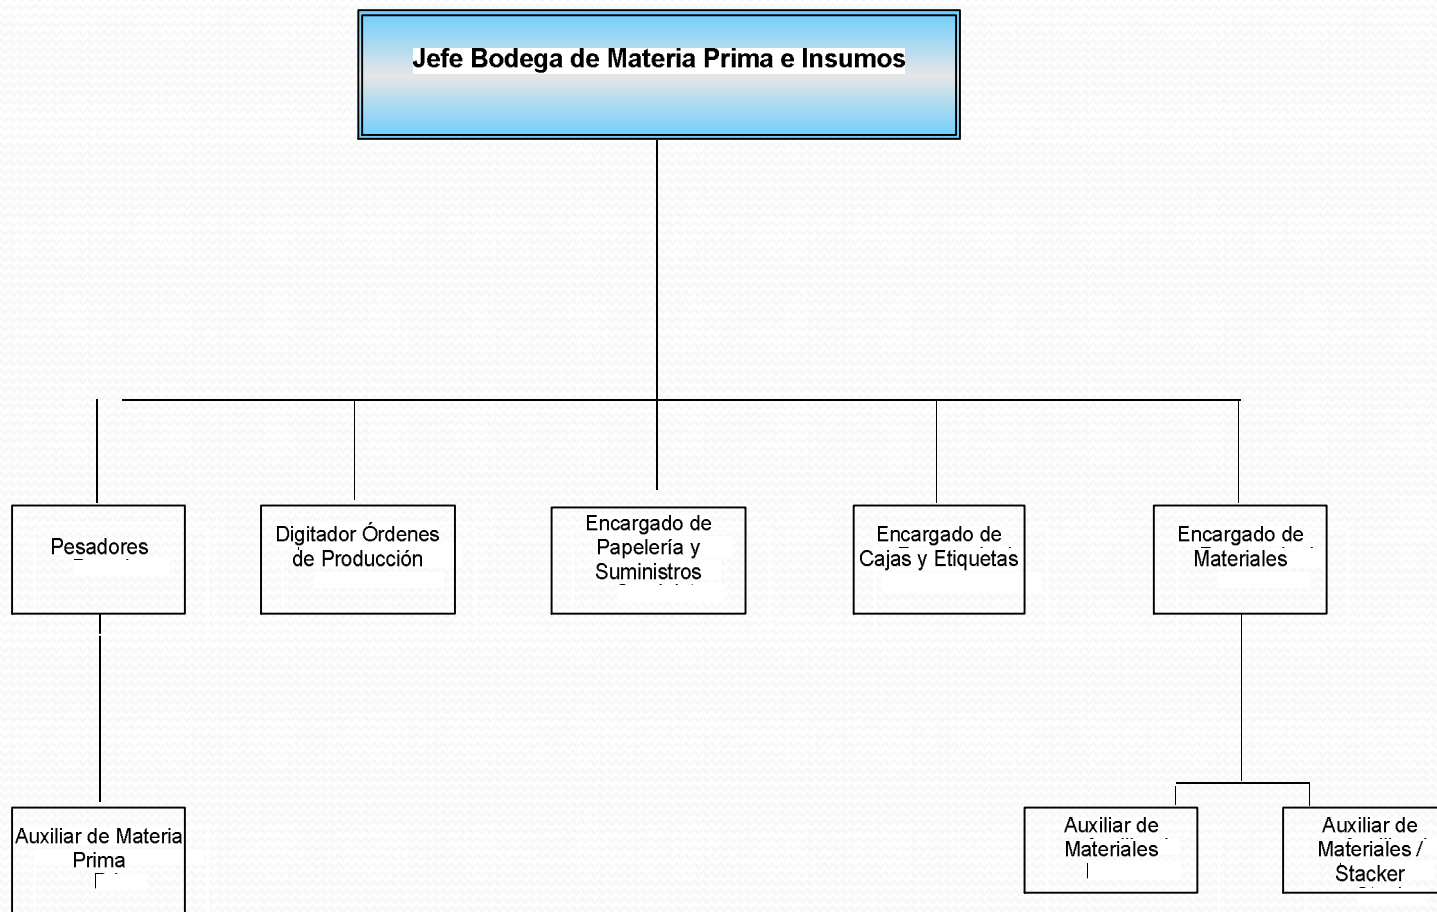 Jefe Bodega de Materia Prima e Insumos
Pesadores
Digitador Órdenes
de Producción
Encargado de
Papelería y
Suministros
Encargado de
Cajas y Etiquetas
Encargado de
Materiales
Auxiliar de Materia
Prima
Auxiliar de
Materiales
Auxiliar de
Materiales /
Stacker